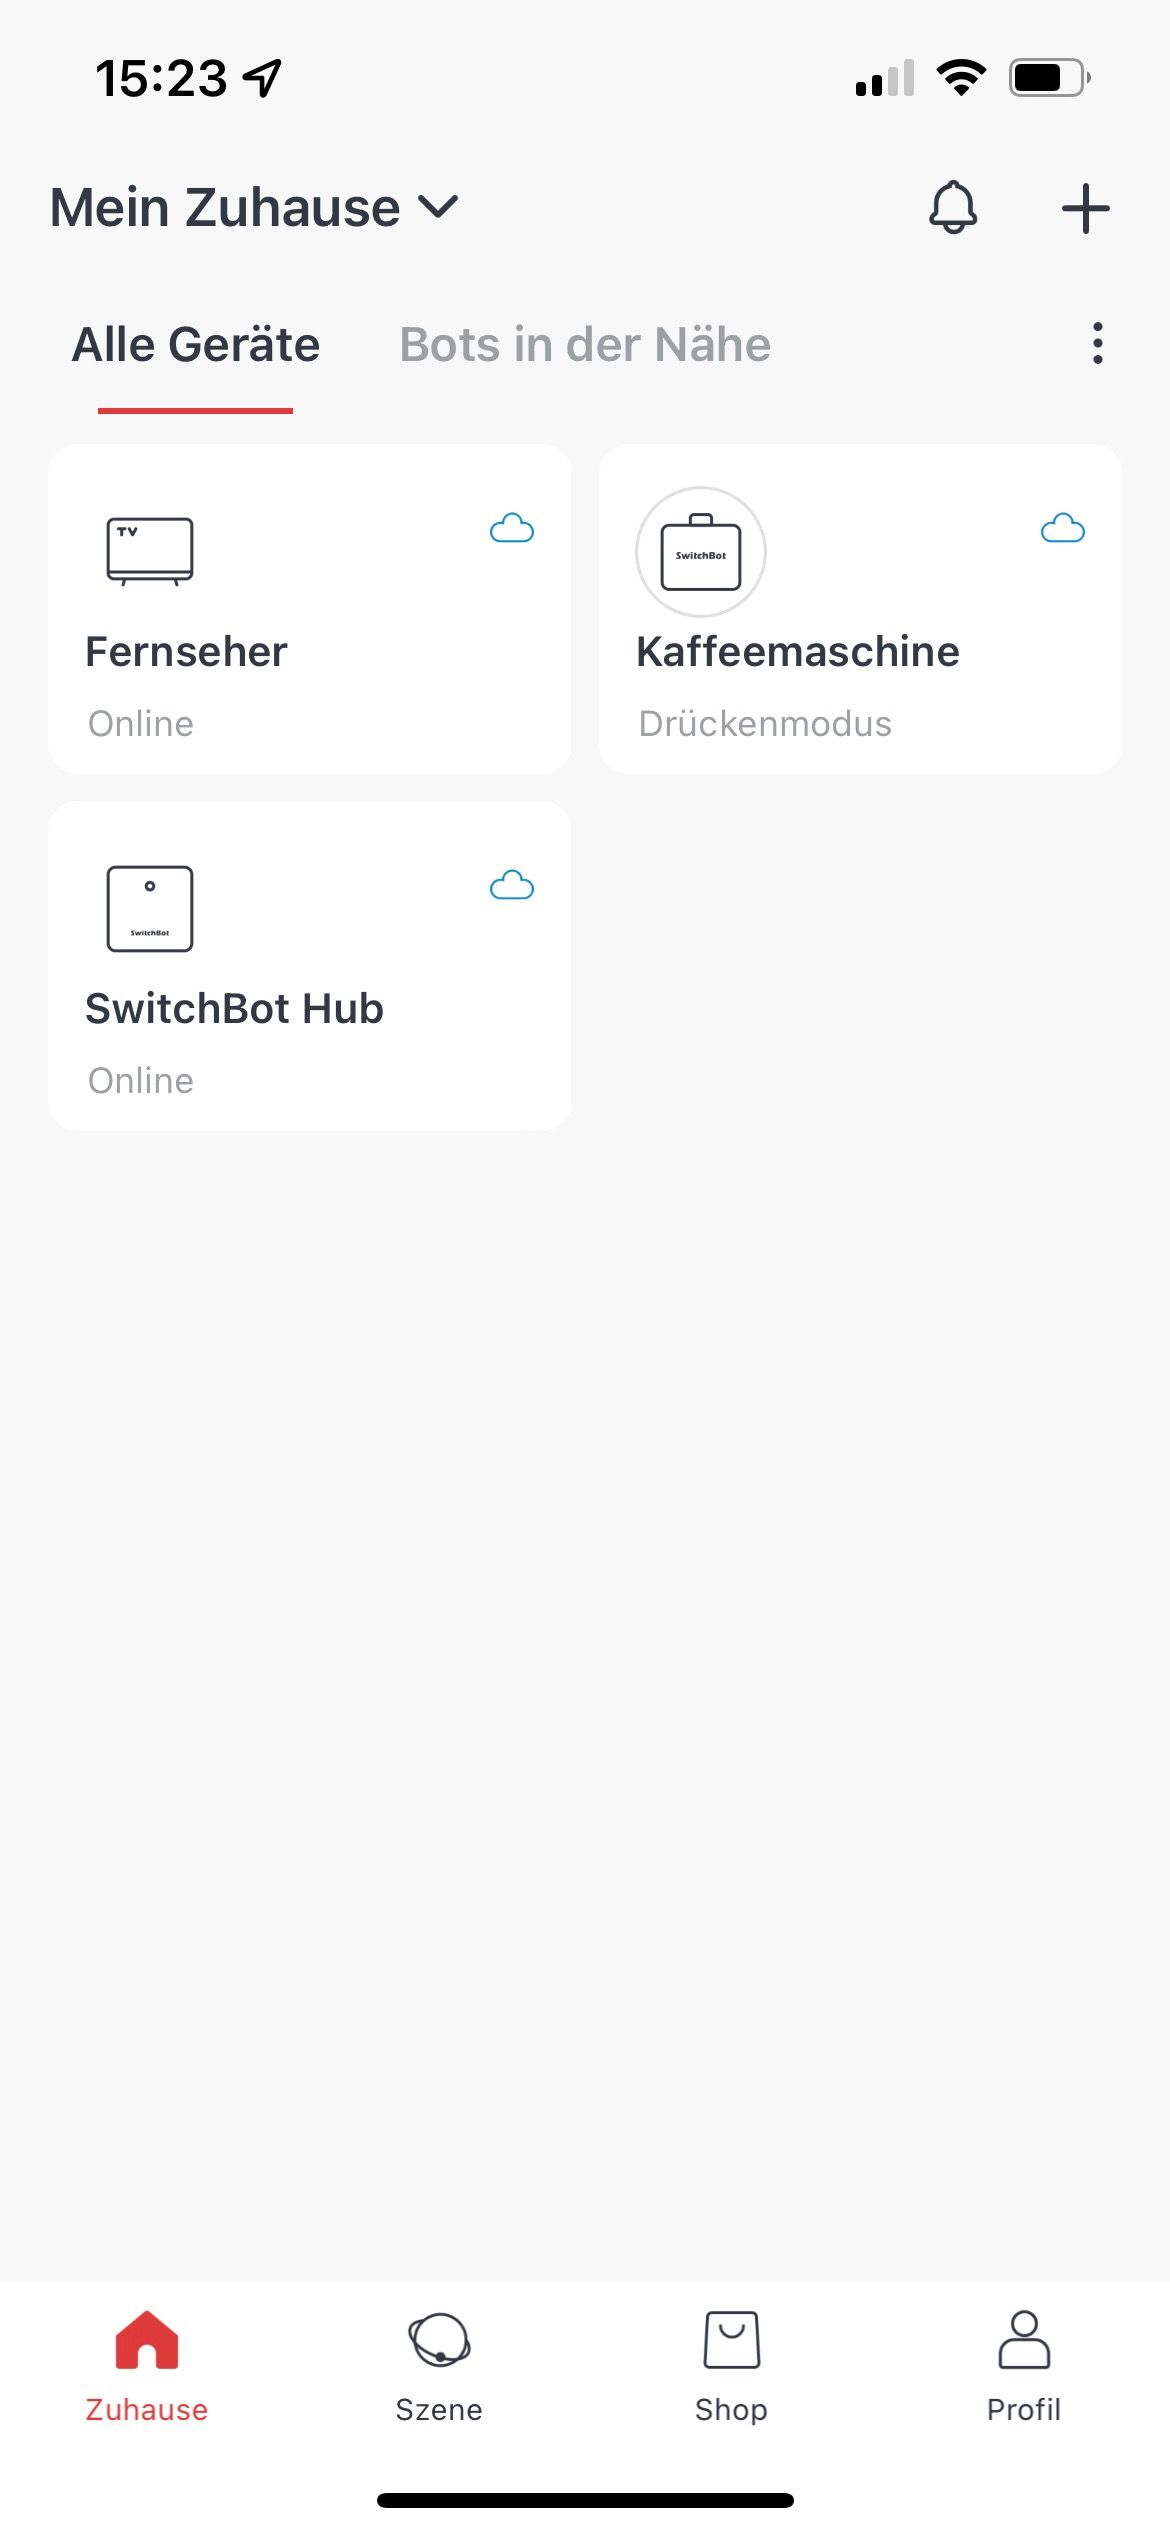 15:23
Mein Zuhause
Alle Geräte Bots in der Nähe
TV
Fernseher
Online
SwitchBot
Kaffeemaschine
Drückenmodus
SwitchBot
SwitchBot Hub
Online
Zuhause Szene Shop Profil